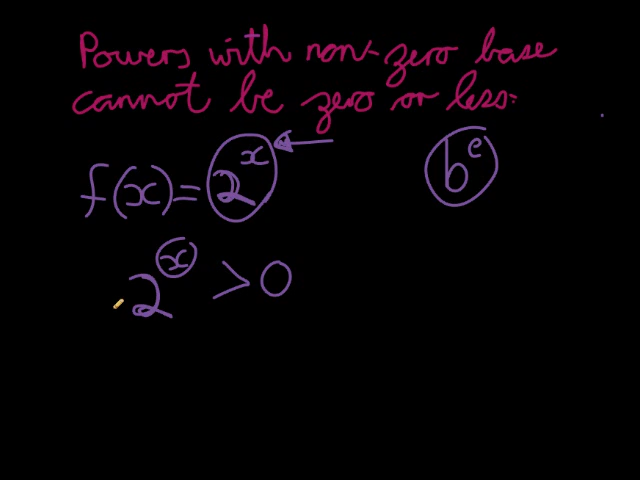 Powers with non-zero base
cannot be zero or less.
f(x) = 2^x
b^e
2^x > 0